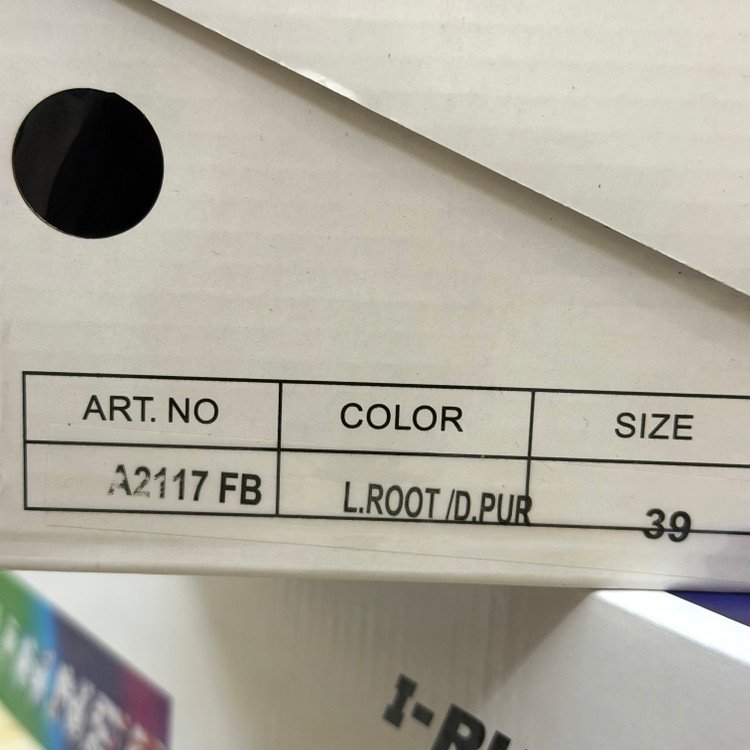 ART. NO COLOR SIZE
A2117 FB L.ROOT /D.PUR 39